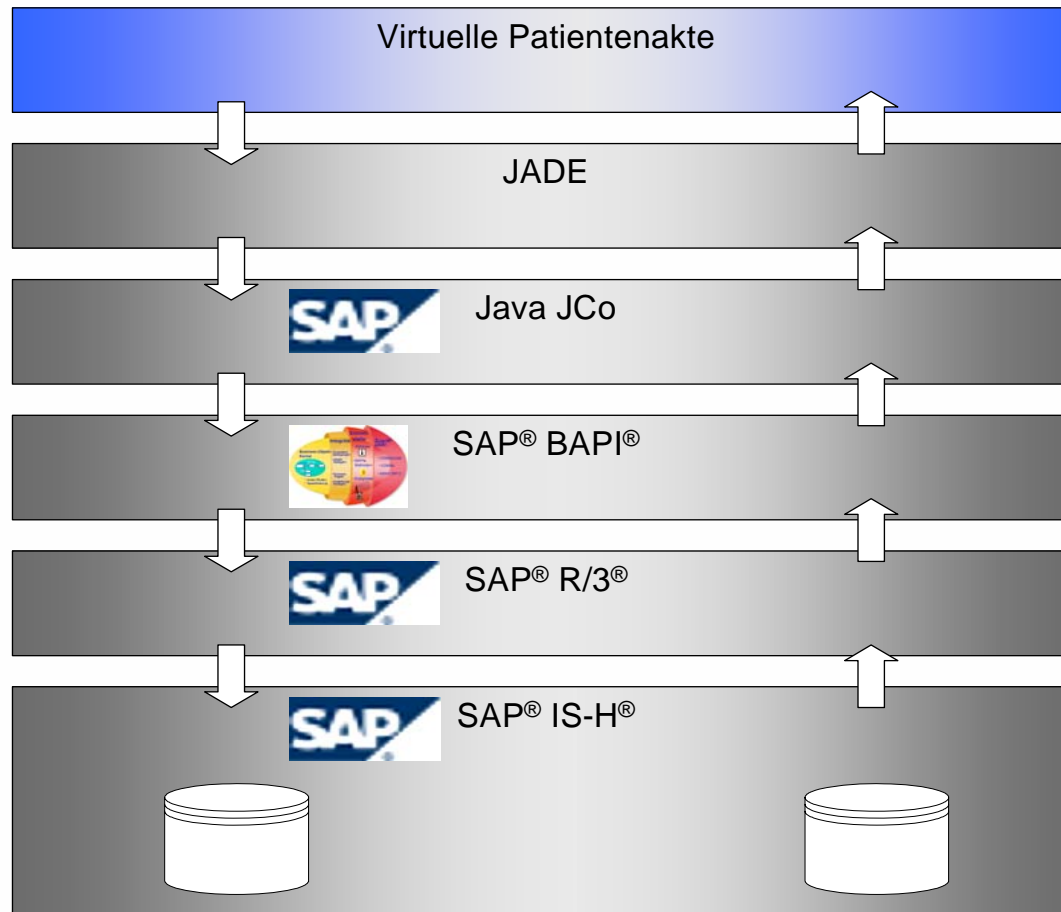 Virtuelle Patientenakte
JADE
SAP ® Java JCo
SAP® BAPI®
SAP ® SAP® R/3®
SAP ® SAP® IS-H®